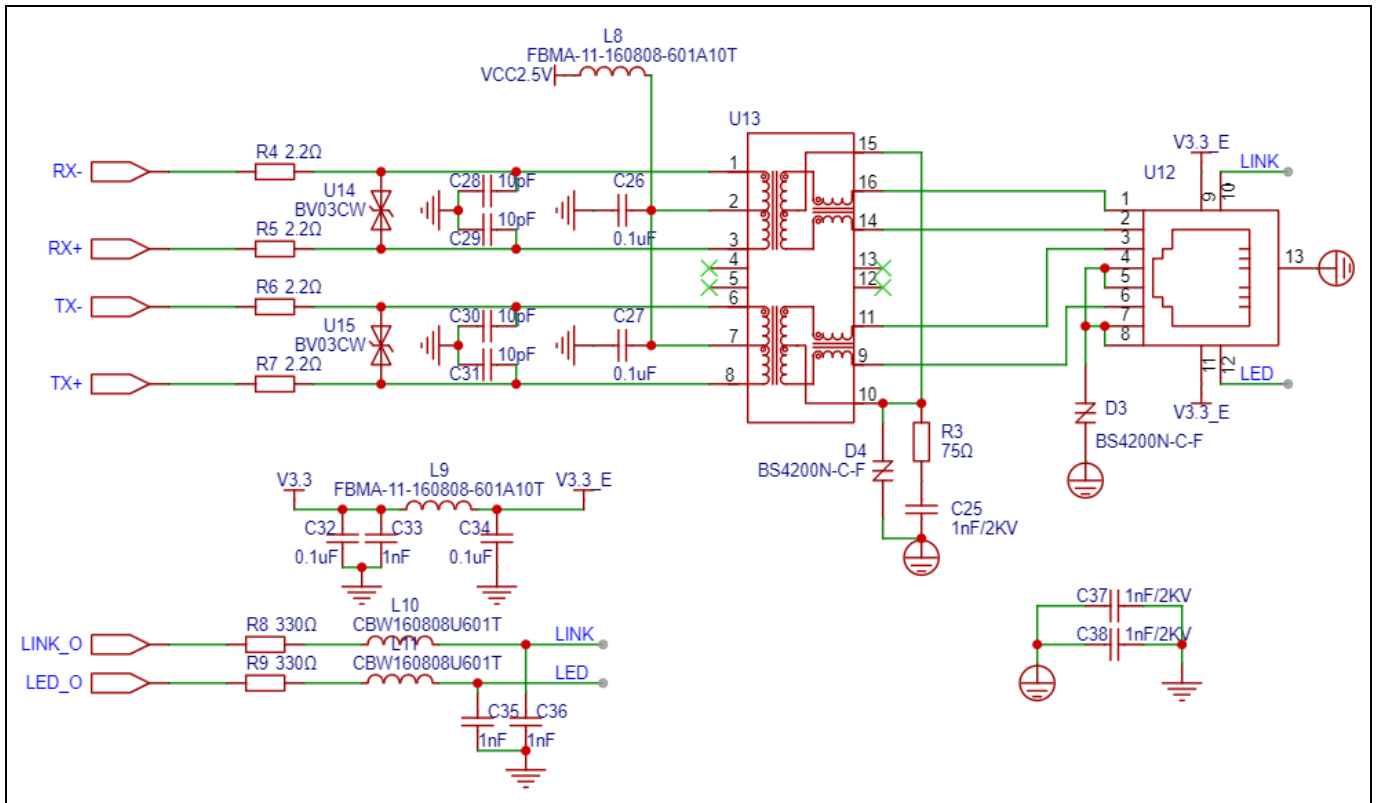 L8
FBMA-11-160808-601A10T
VCC2.5V
U13
RX-
R4 2.2Ω
U14
BV03CW
C28
10pF
10pF
C29
C26
0.1uF
RX+
R5 2.2Ω
TX-
R6 2.2Ω
U15
BV03CW
C30
10pF
10pF
C31
C27
0.1uF
TX+
R7 2.2Ω
1
2
3
4
5
6
7
8
15
16
14
13
12
11
9
10
V3.3_E
LINK
U12
9
10
1
2
3
4
5
6
7
8
13
11
12
LED
V3.3_E
D3
BS4200N-C-F
D4
BS4200N-C-F
R3
75Ω
C25
1nF/2KV
V3.3
L9
FBMA-11-160808-601A10T
V3.3_E
C32
0.1uF
C33
1nF
C34
0.1uF
LINK_O
R8 330Ω
L10
CBW160808U601T
LINK
LED_O
R9 330Ω
L11
CBW160808U601T
LED
C35
1nF
C36
1nF
C37
1nF/2KV
C38
1nF/2KV